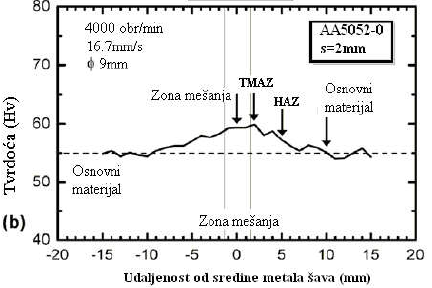 80
4000 obr/min
16.7mm/s
ϕ 9mm
AA5052-0
s=2mm
70
Zona mešanja
TMAZ
HAZ
Osnovni
materijal
Tvrdoća (Hv)
60
Osnovni
materijal
50
(b)
Zona mešanja
40
-20 -15 -10 -5 0 5 10 15 20
Udaljenost od sredine metala šava (mm)